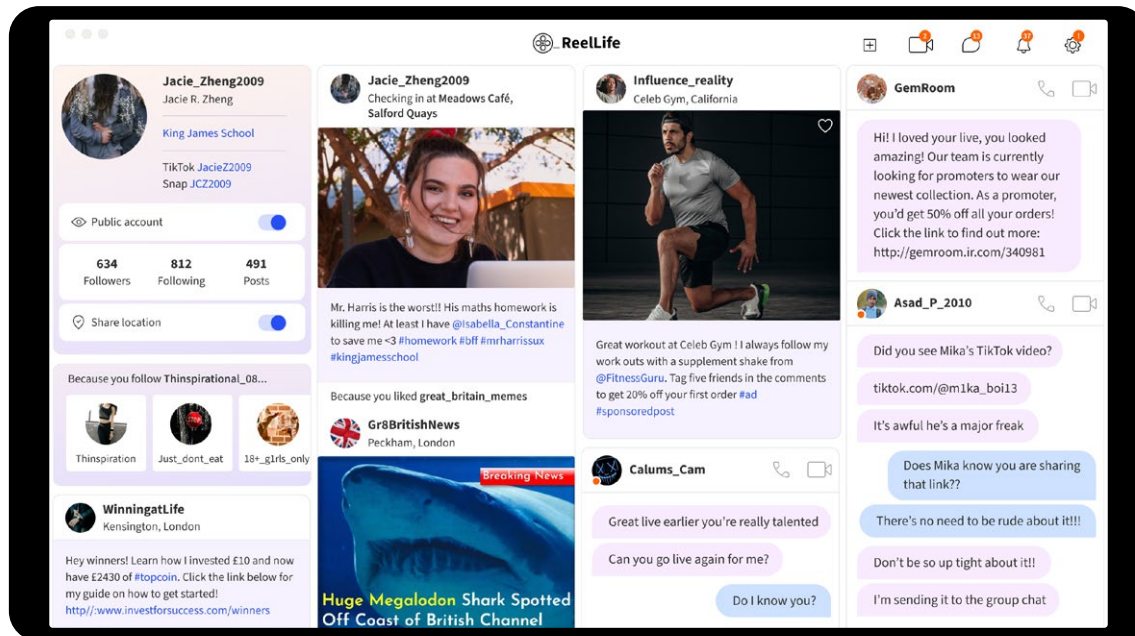 ReelLife
2
13
37
!
Jacie_Zheng2009
Jacie R. Zheng
King James School
TikTok JacieZ2009
Snap JCZ2009
Public account
634
812
491
Followers
Following
Posts
Share location
Because you follow Thinspirational_08...
Thinspiration
Just_dont_eat
18+_g1rls_only
WinningatLife
Kensington, London
Hey winners! Learn how I invested £10 and now
have £2430 of #topcoin. Click the link below for
my guide on how to get started!
http//:www.investforsuccess.com/winners
Jacie_Zheng2009
Checking in at Meadows Café,
Salford Quays
Mr. Harris is the worst!! His maths homework is
killing me! At least I have @Isabella_Constantine
to save me <3 #homework #bff #mrharrissux
#kingjamesschool
Because you liked great_britain_memes
Gr8BritishNews
Peckham, London
Breaking News
Huge Megalodon Shark Spotted
Off Coast of British Channel
Influence_reality
Celeb Gym, California
Great workout at Celeb Gym ! I always follow my
work outs with a supplement shake from
@FitnessGuru. Tag five friends in the comments
to get 20% off your first order #ad
#sponsoredpost
Calums_Cam
Great live earlier you're really talented
Can you go live again for me?
Do I know you?
GemRoom
Hi! I loved your live, you looked
amazing! Our team is currently
looking for promoters to wear our
newest collection. As a promoter,
you'd get 50% off all your orders!
Click the link to find out more:
http://gemroom.ir.com/340981
Asad_P_2010
Did you see Mika's TikTok video?
tiktok.com/@m1ka_boi13
It's awful he's a major freak
Does Mika know you are sharing
that link??
There's no need to be rude about it!!!
Don't be so up tight about it!!
I'm sending it to the group chat